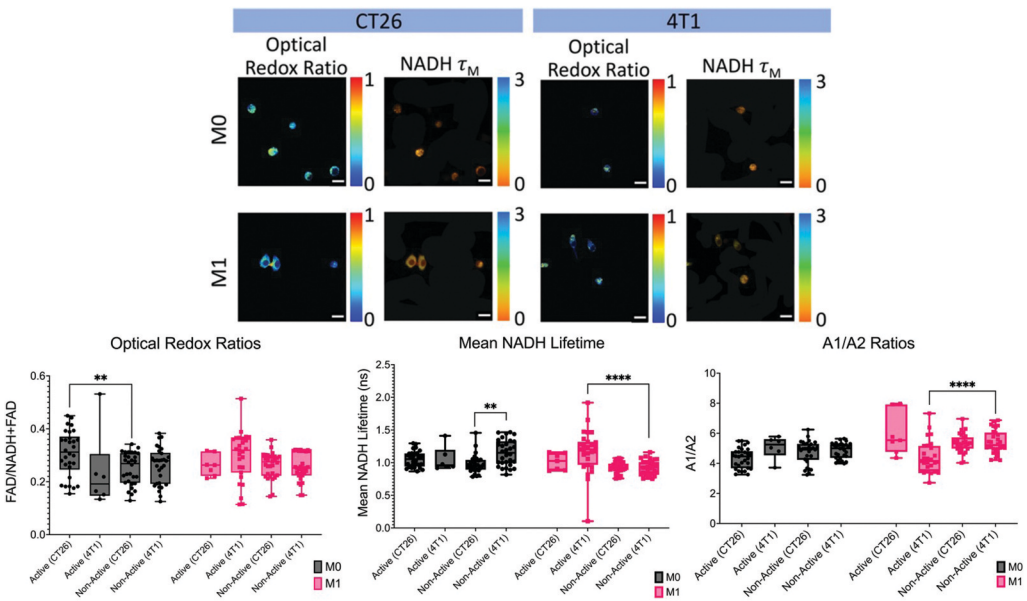 CT26
4T1
Optical Redox Ratio
NADH τM
Optical Redox Ratio
NADH τM
M0
1
0
3
0
1
0
3
0
M1
1
0
3
0
1
0
3
0
Optical Redox Ratios
FAD/NADH+FAD
0.6
0.4
0.2
0.0
**
Active (CT26)
Active (4T1)
Non-Active (CT26)
Non-Active (4T1)
Active (CT26)
Active (4T1)
Non-Active (CT26)
Non-Active (4T1)
M0
M1
Mean NADH Lifetime
Mean NADH Lifetime (ns)
2.5
2.0
1.5
1.0
0.5
0.0
**
****
Active (CT26)
Active (4T1)
Non-Active (CT26)
Non-Active (4T1)
Active (CT26)
Active (4T1)
Non-Active (CT26)
Non-Active (4T1)
M0
M1
A1/A2 Ratios
A1/A2
10
8
6
4
2
0
****
Active (CT26)
Active (4T1)
Non-Active (CT26)
Non-Active (4T1)
Active (CT26)
Active (4T1)
Non-Active (CT26)
Non-Active (4T1)
M0
M1